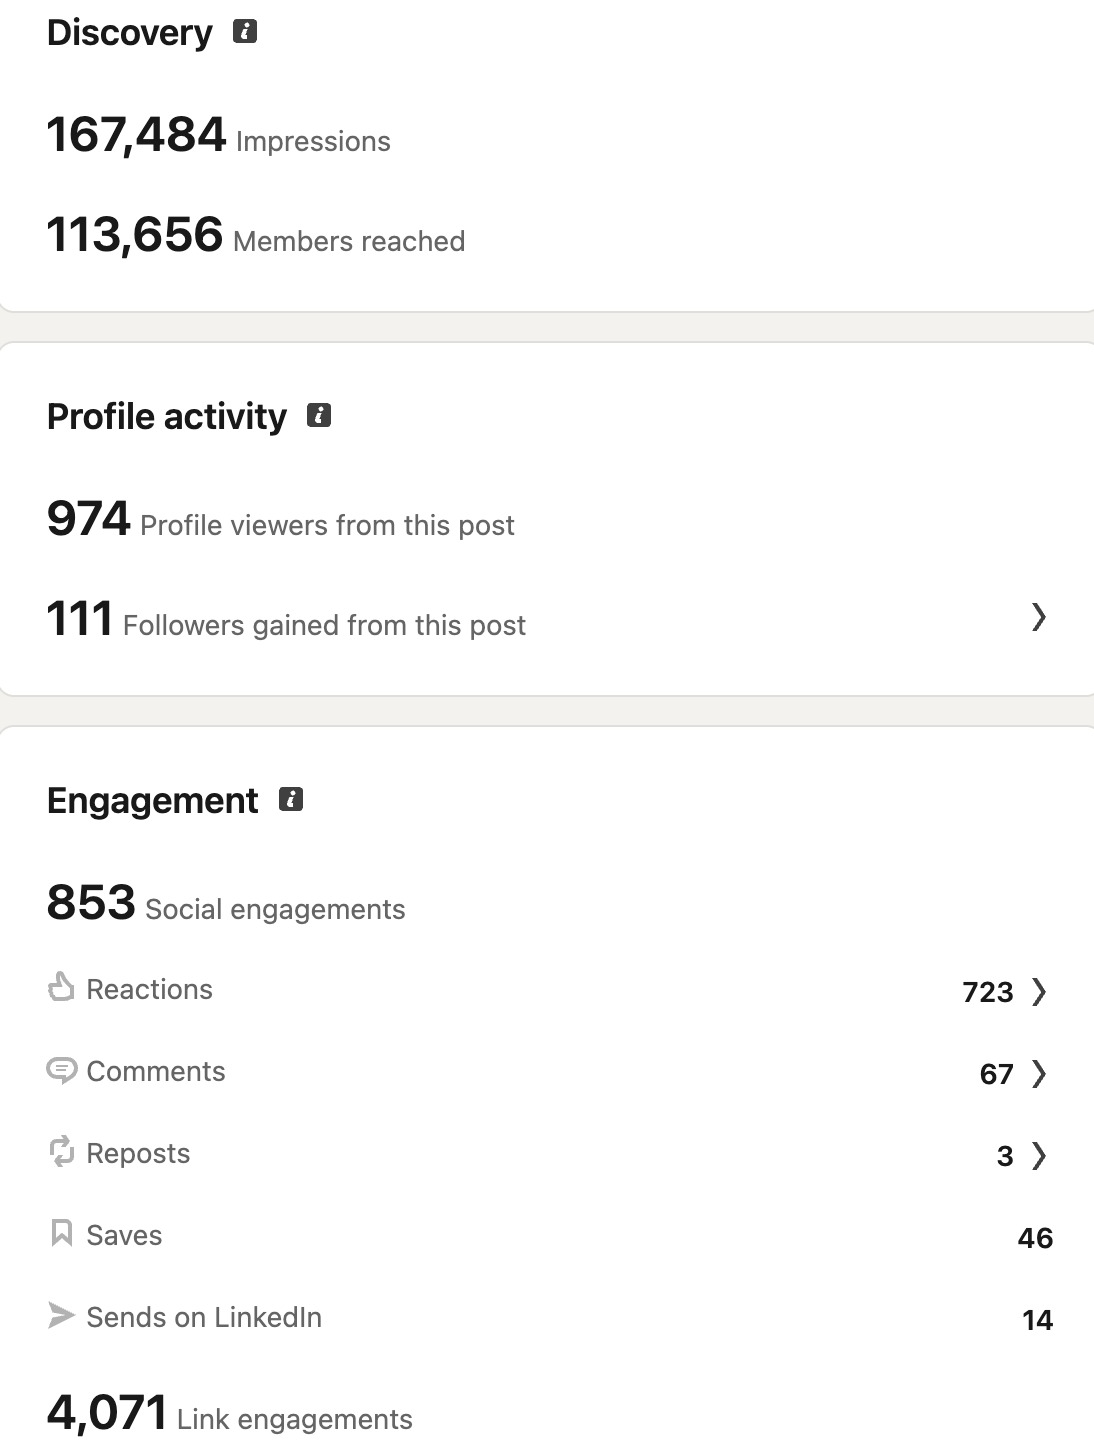 Discovery
167,484 Impressions
113,656 Members reached
Profile activity
974 Profile viewers from this post
111 Followers gained from this post
Engagement
853 Social engagements
Reactions 723
Comments 67
Reposts 3
Saves 46
Sends on LinkedIn 14
4,071 Link engagements